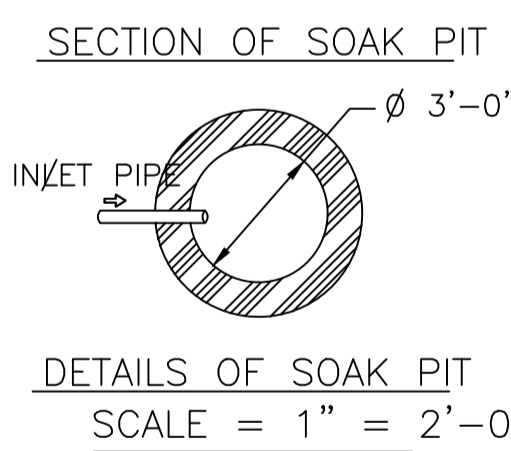 SECTION OF SOAK PIT
Ø 3'-0'
INLET PIPE
DETAILS OF SOAK PIT
SCALE = 1" = 2'-0